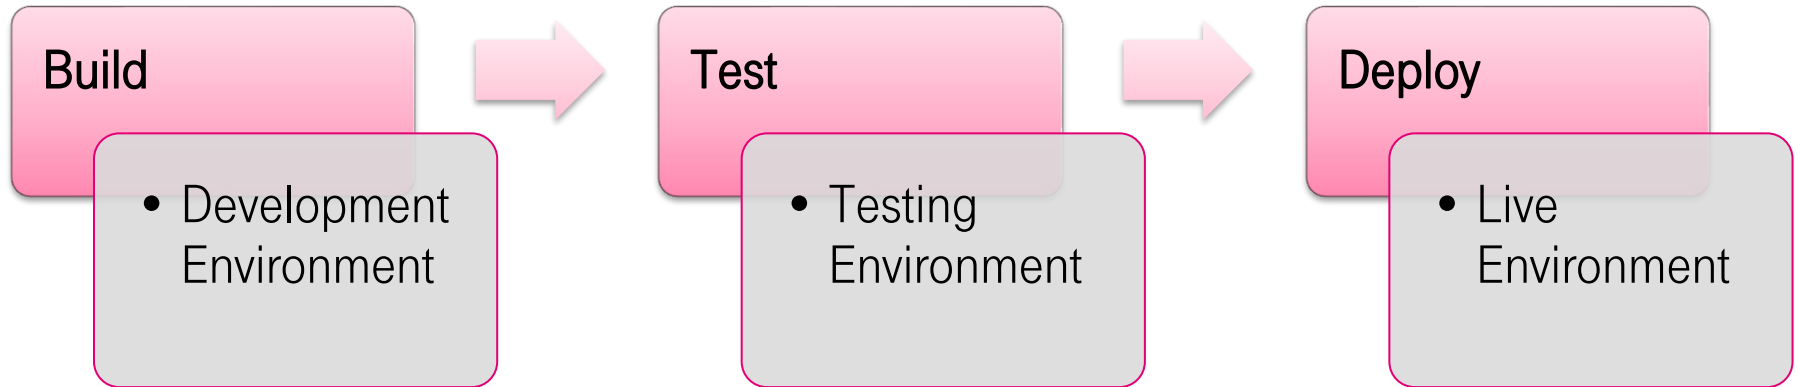 Build
• Development
Environment
Test
• Testing
Environment
Deploy
• Live
Environment